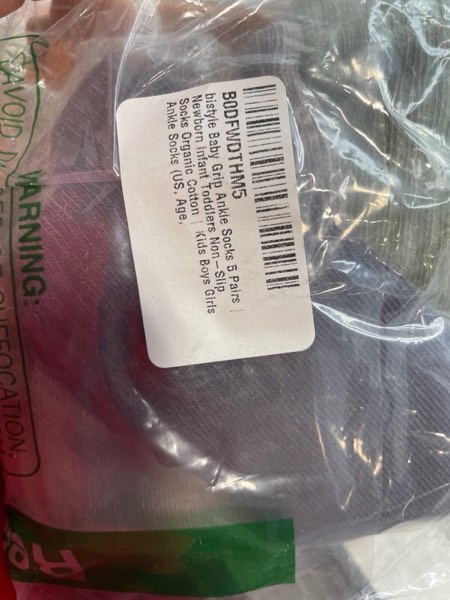 B0DFWDTHM5
bistyle Baby Grip Ankle Socks 5 Pairs |
Newborn Infant Toddlers Non-Slip
Socks Organic Cotton | Kids Boys Girls
Ankle Socks (US, Age,
WARNING:
AVOID
SUFFOCATION,
Re